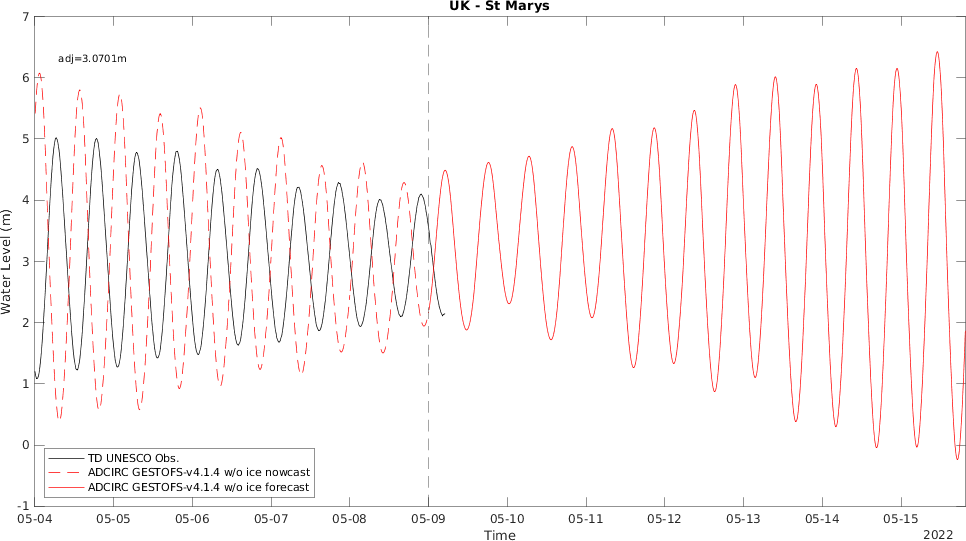 UK - St Marys
7
adj=3.0701m
6
5
4
3
2
1
0
-1
Water Level (m)
TD UNESCO Obs.
ADCIRC GESTOFS-v4.1.4 w/o ice nowcast
ADCIRC GESTOFS-v4.1.4 w/o ice forecast
05-04 05-05 05-06 05-07 05-08 05-09 05-10 05-11 05-12 05-13 05-14 05-15
Time
2022